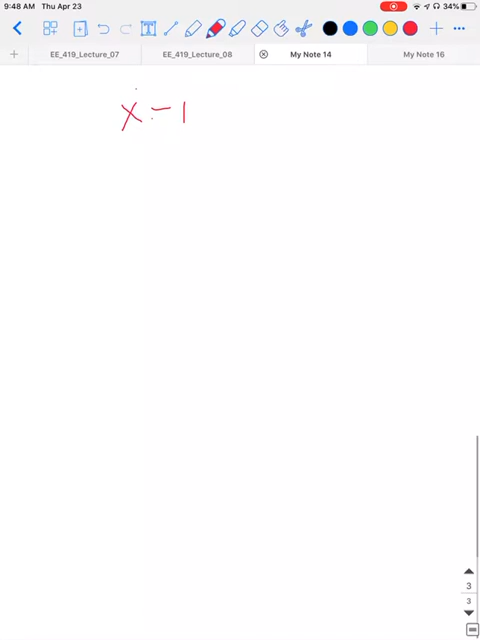 9:48 AM Thu Apr 23 34%
EE_419_Lecture_07 EE_419_Lecture_08 My Note 14 My Note 16
x = 1
3
3